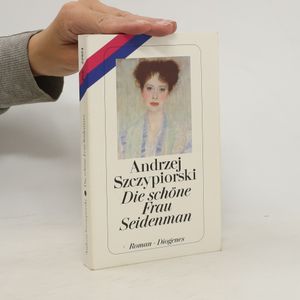 Andrzej
Szczypiorski
Die schöne
Frau
Seidenman
Roman · Diogenes